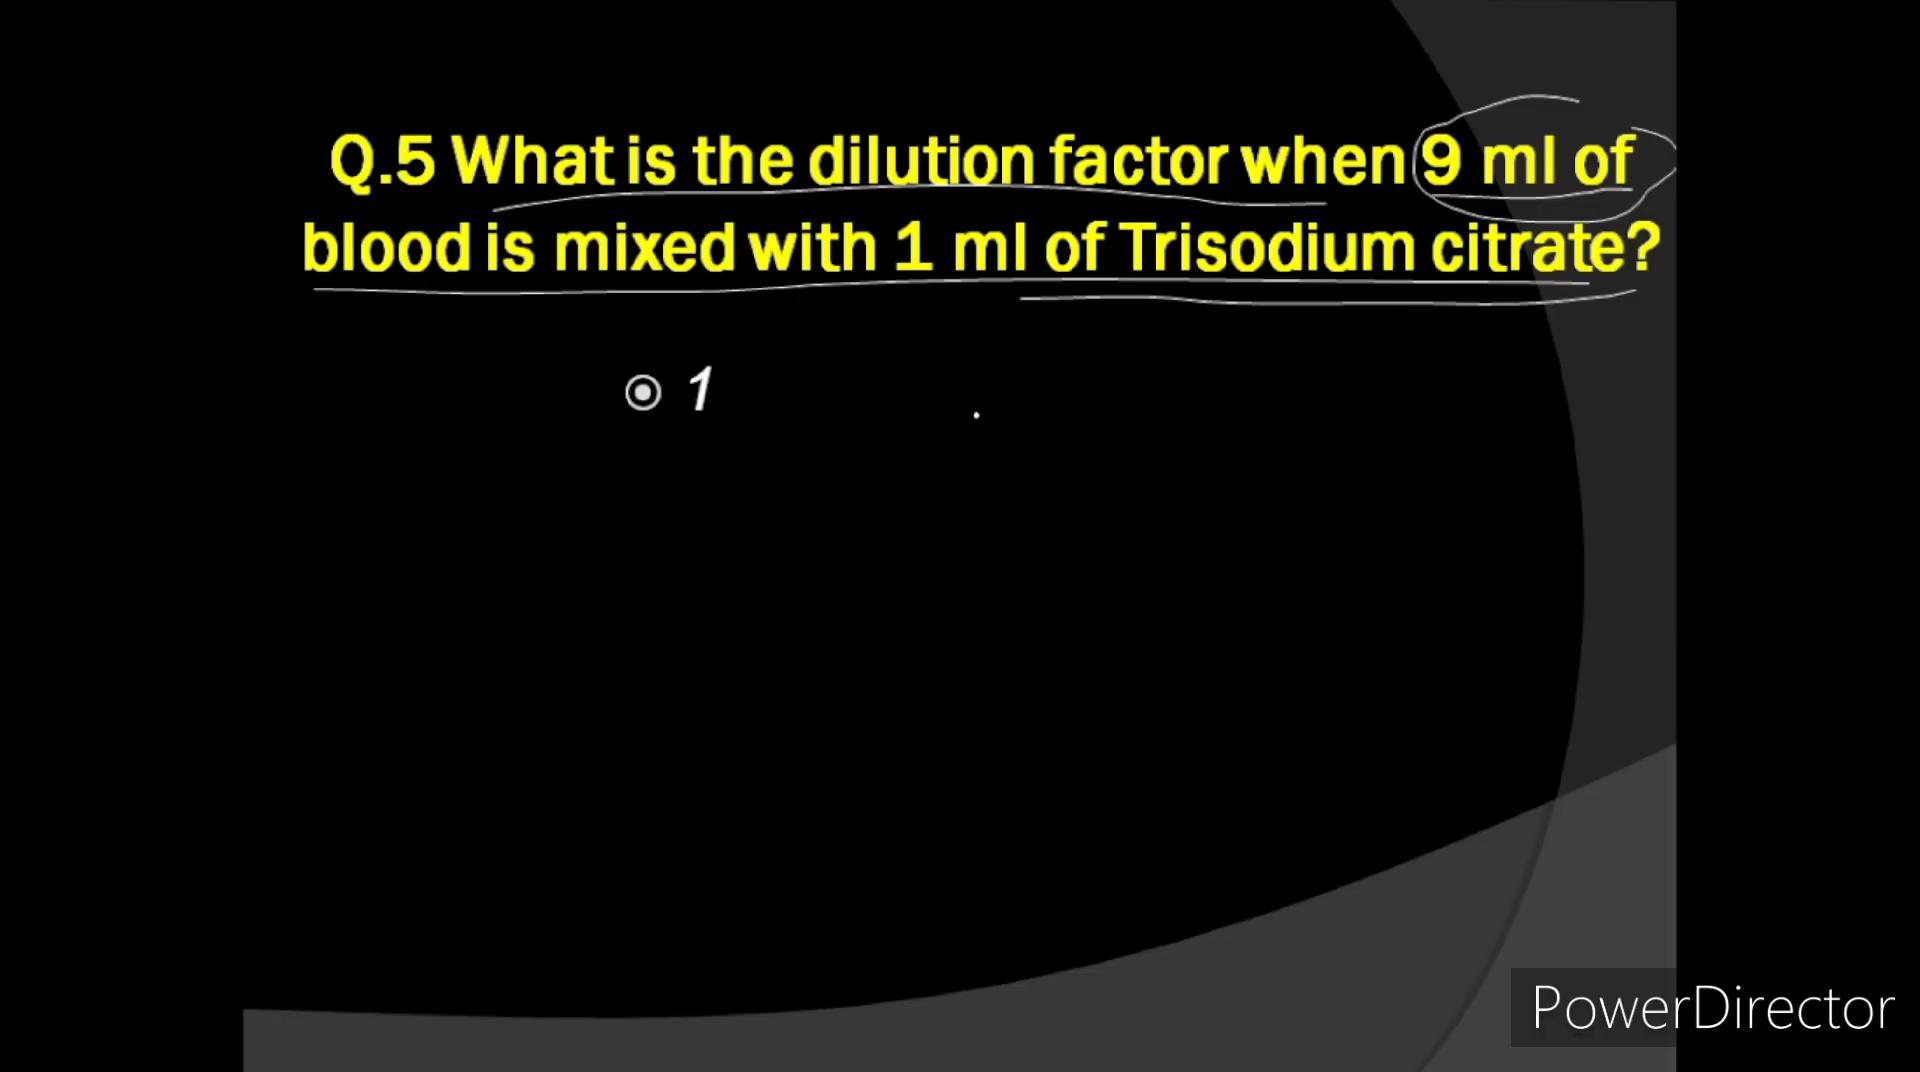 Q.5 What is the dilution factor when 9 ml of
blood is mixed with 1 ml of Trisodium citrate?
1
PowerDirector